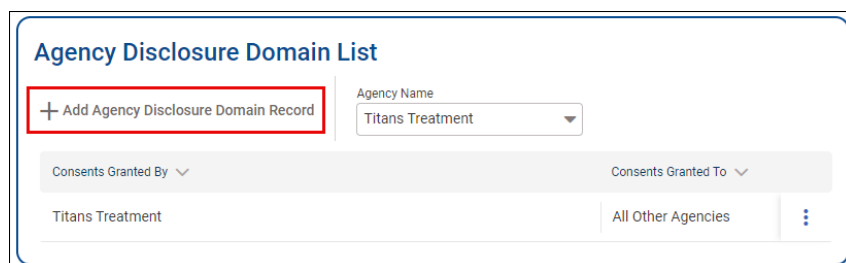 Agency Disclosure Domain List
Add Agency Disclosure Domain Record
Agency Name
Titans Treatment
Consents Granted By
Consents Granted To
Titans Treatment
All Other Agencies